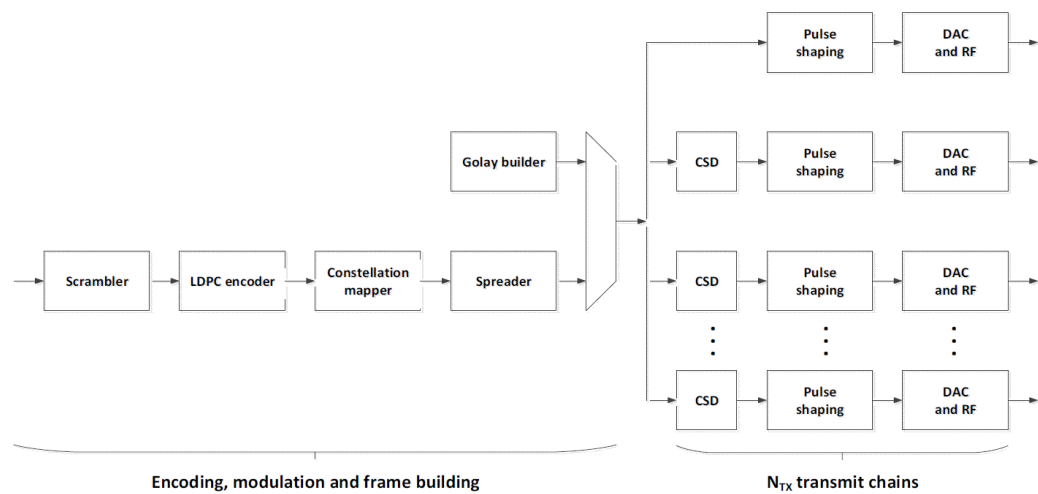 Pulse
shaping
DAC
and RF
Golay builder
CSD
Pulse
shaping
DAC
and RF
Scrambler
LDPC encoder
Constellation
mapper
Spreader
CSD
Pulse
shaping
DAC
and RF
CSD
Pulse
shaping
DAC
and RF
Encoding, modulation and frame building
NTX transmit chains